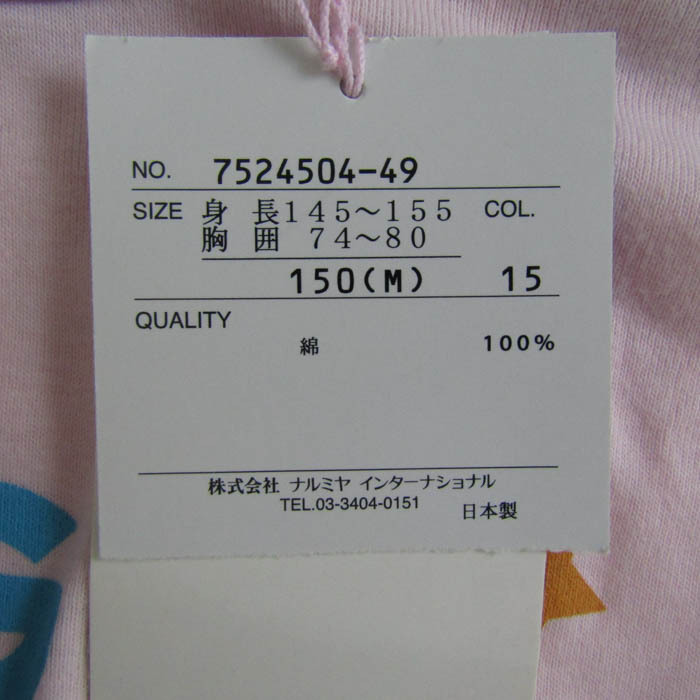 NO. 7524504-49
SIZE 身 長145～155 COL.
胸 囲 74～80
150(M) 15
QUALITY
綿 100%
株式会社 ナルミヤ インターナショナル
TEL.03-3404-0151
日本製